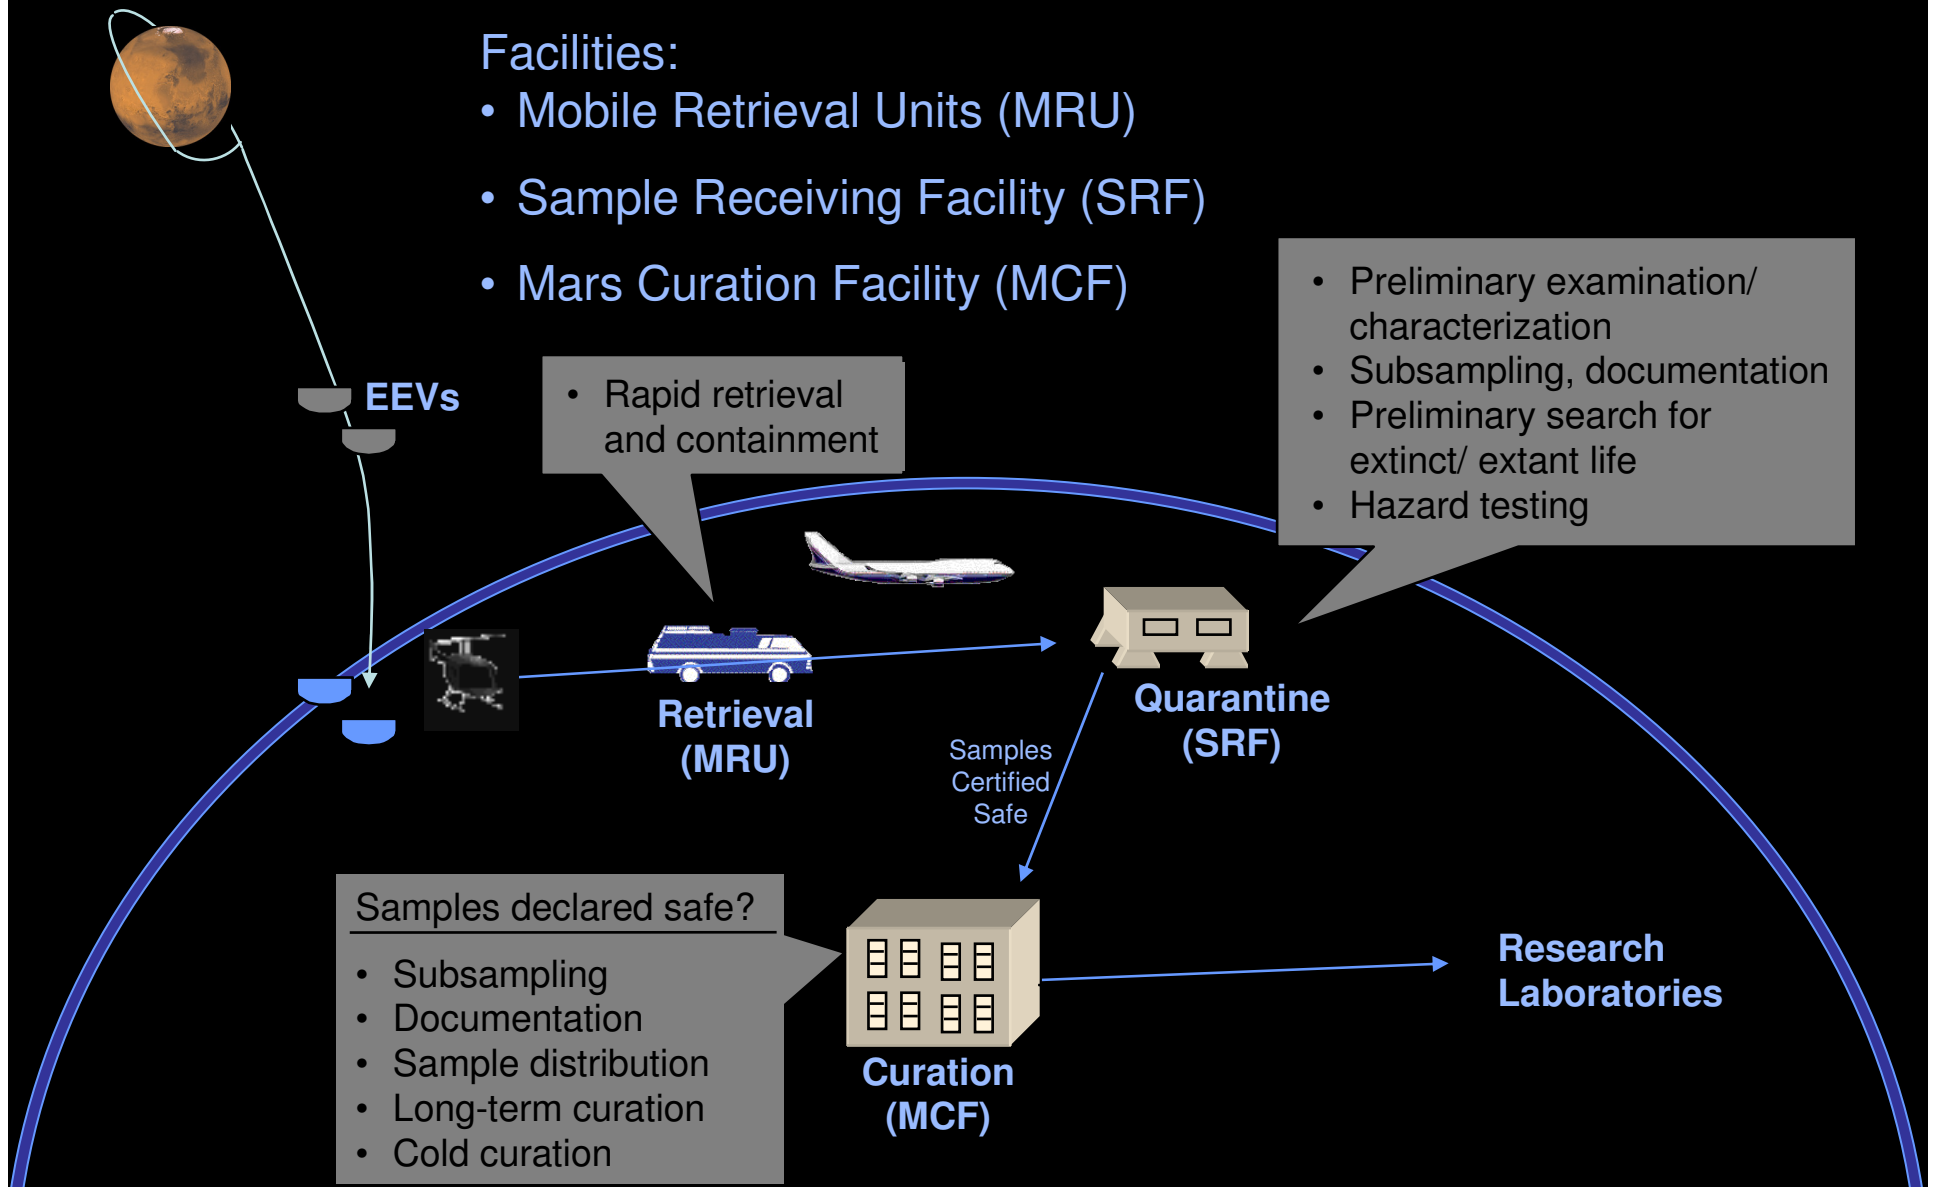 Facilities:
• Mobile Retrieval Units (MRU)
• Sample Receiving Facility (SRF)
• Mars Curation Facility (MCF)
• Preliminary examination/
characterization
• Subsampling, documentation
• Preliminary search for
extinct/ extant life
• Hazard testing
EEVs
• Rapid retrieval
and containment
Retrieval
(MRU)
Quarantine
(SRF)
Samples
Certified
Safe
Samples declared safe?
• Subsampling
• Documentation
• Sample distribution
• Long-term curation
• Cold curation
Curation
(MCF)
Research
Laboratories